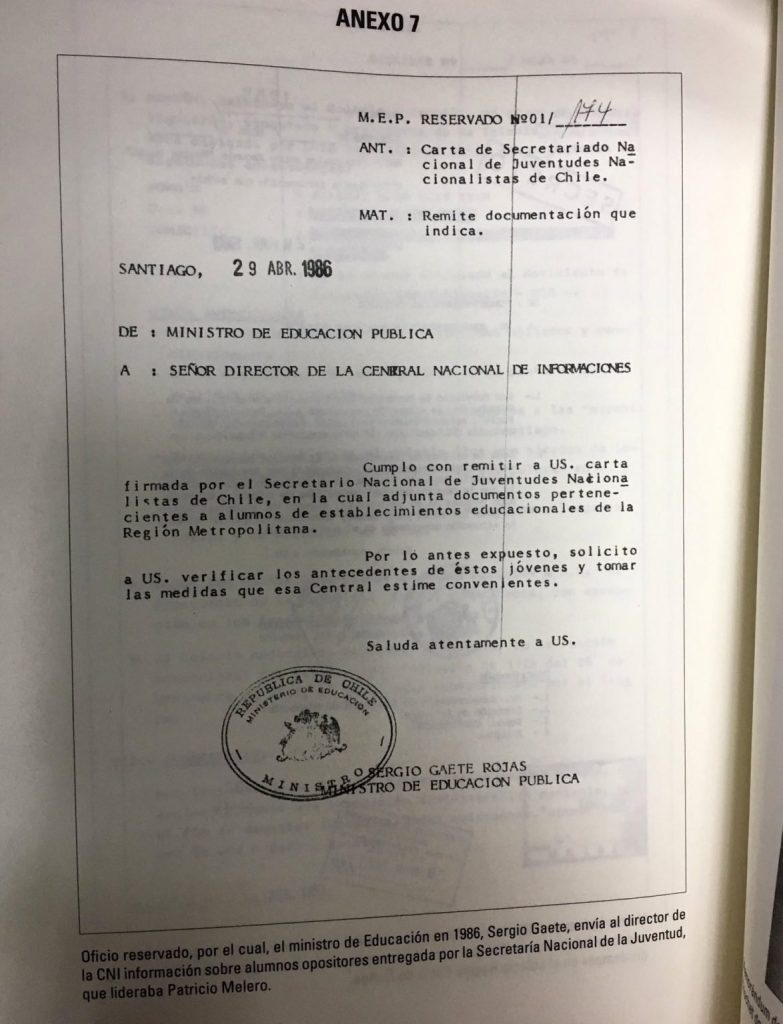 ANEXO 7
M.E.P. RESERVADO Nº01/ 174
ANT. : Carta de Secretariado Na
cional de Juventudes Na-
cionalistas de Chile.
MAT. : Remite documentación que
indica.
SANTIAGO, 29 ABR. 1986
DE : MINISTRO DE EDUCACION PUBLICA
A : SEÑOR DIRECTOR DE LA CENTRAL NACIONAL DE INFORMACIONES
Cumplo con remitir a US. carta
firmada por el Secretario Nacional de Juventudes Naciona
listas de Chile, en la cual adjunta documentos pertene-
cientes a alumnos de establecimientos educacionales de la
Región Metropolitana.
Por lo antes expuesto, solicito
a US. verificar los antecedentes de éstos jóvenes y tomar
las medidas que esa Central estime convenientes.
Saluda atentamente a US.
REPUBLICA DE CHILE
MINISTERIO DE EDUCACION
MINISTRO
SERGIO GAETE ROJAS
MINISTRO DE EDUCACION PUBLICA
Oficio reservado, por el cual, el ministro de Educación en 1986, Sergio Gaete, envía al director de
la CNI información sobre alumnos opositores entregada por la Secretaría Nacional de la Juventud,
que lideraba Patricio Melero.